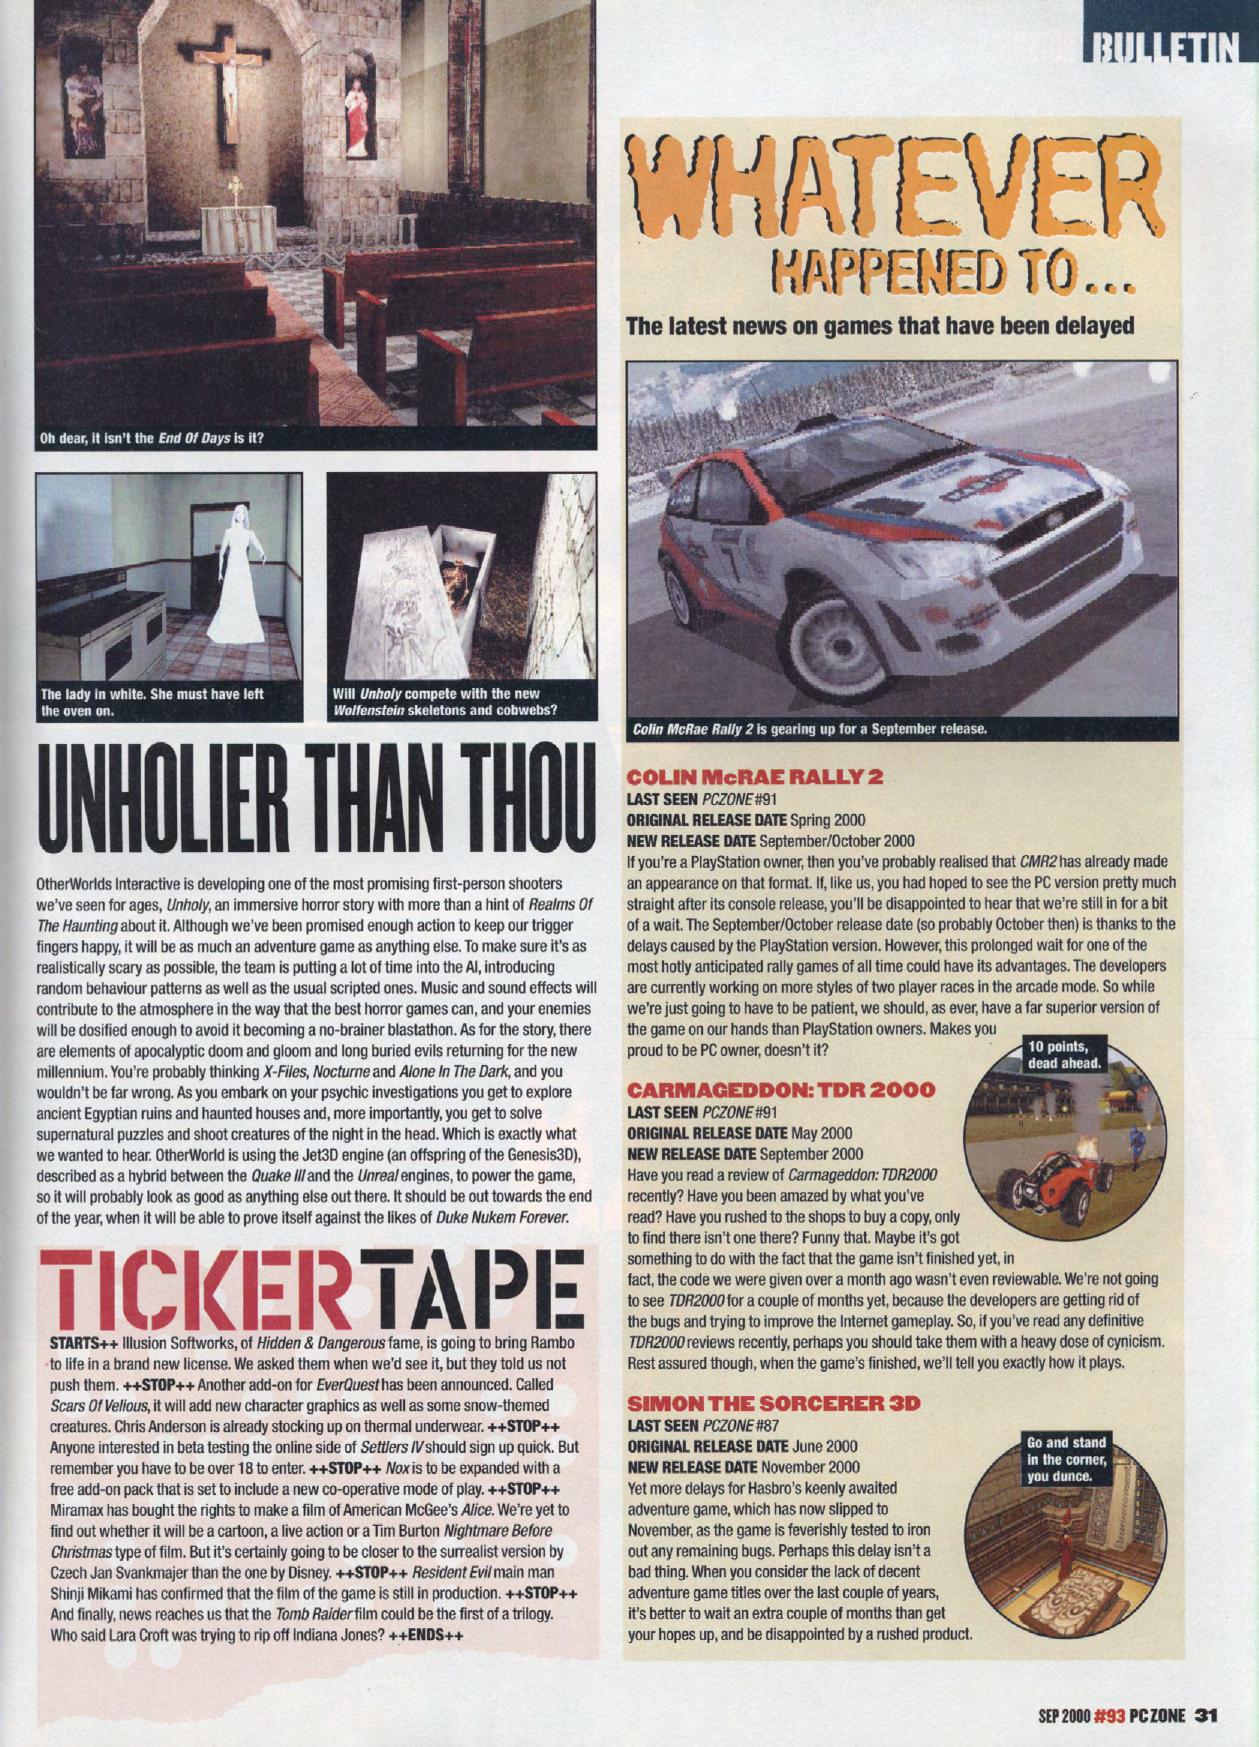 BULLETIN
Oh dear, it isn't the End Of Days is it?
The lady in white. She must have left
the oven on.
Will Unholy compete with the new
Wolfenstein skeletons and cobwebs?
UNHOLIER THAN THOU
OtherWorlds Interactive is developing one of the most promising first-person shooters
we've seen for ages, Unholy, an immersive horror story with more than a hint of Realms Of
The Haunting about it. Although we've been promised enough action to keep our trigger
fingers happy, it will be as much an adventure game as anything else. To make sure it's as
realistically scary as possible, the team is putting a lot of time into the AI, introducing
random behaviour patterns as well as the usual scripted ones. Music and sound effects will
contribute to the atmosphere in the way that the best horror games can, and your enemies
will be dosified enough to avoid it becoming a no-brainer blastathon. As for the story, there
are elements of apocalyptic doom and gloom and long buried evils returning for the new
millennium. You're probably thinking X-Files, Nocturne and Alone In The Dark, and you
wouldn't be far wrong. As you embark on your psychic investigations you get to explore
ancient Egyptian ruins and haunted houses and, more importantly, you get to solve
supernatural puzzles and shoot creatures of the night in the head. Which is exactly what
we wanted to hear. OtherWorld is using the Jet3D engine (an offspring of the Genesis3D),
described as a hybrid between the Quake III and the Unreal engines, to power the game,
so it will probably look as good as anything else out there. It should be out towards the end
of the year, when it will be able to prove itself against the likes of Duke Nukem Forever.
TICKERTAPE
STARTS++ Illusion Softworks, of Hidden & Dangerous fame, is going to bring Rambo
to life in a brand new license. We asked them when we'd see it, but they told us not
push them. ++STOP++ Another add-on for EverQuest has been announced. Called
Scars Of Velious, it will add new character graphics as well as some snow-themed
creatures. Chris Anderson is already stocking up on thermal underwear. ++STOP++
Anyone interested in beta testing the online side of Settlers IV should sign up quick. But
remember you have to be over 18 to enter. ++STOP++ Nox is to be expanded with a
free add-on pack that is set to include a new co-operative mode of play. ++STOP++
Miramax has bought the rights to make a film of American McGee's Alice. We're yet to
find out whether it will be a cartoon, a live action or a Tim Burton Nightmare Before
Christmas type of film. But it's certainly going to be closer to the surrealist version by
Czech Jan Svankmajer than the one by Disney. ++STOP++ Resident Evil main man
Shinji Mikami has confirmed that the film of the game is still in production. ++STOP++
And finally, news reaches us that the Tomb Raider film could be the first of a trilogy.
Who said Lara Croft was trying to rip off Indiana Jones? ++ENDS++
WHATEVER
HAPPENED TO...
The latest news on games that have been delayed
Colin McRae Rally 2 is gearing up for a September release.
COLIN McRAE RALLY 2
LAST SEEN PCZONE #91
ORIGINAL RELEASE DATE Spring 2000
NEW RELEASE DATE September/October 2000
If you're a PlayStation owner, then you've probably realised that CMR2 has already made
an appearance on that format. If, like us, you had hoped to see the PC version pretty much
straight after its console release, you'll be disappointed to hear that we're still in for a bit
of a wait. The September/October release date (so probably October then) is thanks to the
delays caused by the PlayStation version. However, this prolonged wait for one of the
most hotly anticipated rally games of all time could have its advantages. The developers
are currently working on more styles of two player races in the arcade mode. So while
we're just going to have to be patient, we should, as ever, have a far superior version of
the game on our hands than PlayStation owners. Makes you
proud to be PC owner, doesn't it?
10 points,
dead ahead.
CARMAGEDDON: TDR 2000
LAST SEEN PCZONE #91
ORIGINAL RELEASE DATE May 2000
NEW RELEASE DATE September 2000
Have you read a review of Carmageddon: TDR2000
recently? Have you been amazed by what you've
read? Have you rushed to the shops to buy a copy, only
to find there isn't one there? Funny that. Maybe it's got
something to do with the fact that the game isn't finished yet, in
fact, the code we were given over a month ago wasn't even reviewable. We're not going
to see TDR2000 for a couple of months yet, because the developers are getting rid of
the bugs and trying to improve the Internet gameplay. So, if you've read any definitive
TDR2000 reviews recently, perhaps you should take them with a heavy dose of cynicism.
Rest assured though, when the game's finished, we'll tell you exactly how it plays.
SIMON THE SORCERER 3D
LAST SEEN PCZONE #87
ORIGINAL RELEASE DATE June 2000
NEW RELEASE DATE November 2000
Yet more delays for Hasbro's keenly awaited
adventure game, which has now slipped to
November, as the game is feverishly tested to iron
out any remaining bugs. Perhaps this delay isn't a
bad thing. When you consider the lack of decent
adventure game titles over the last couple of years,
it's better to wait an extra couple of months than get
your hopes up, and be disappointed by a rushed product.
Go and stand
in the corner,
you dunce.
SEP 2000 #93 PCZONE 31